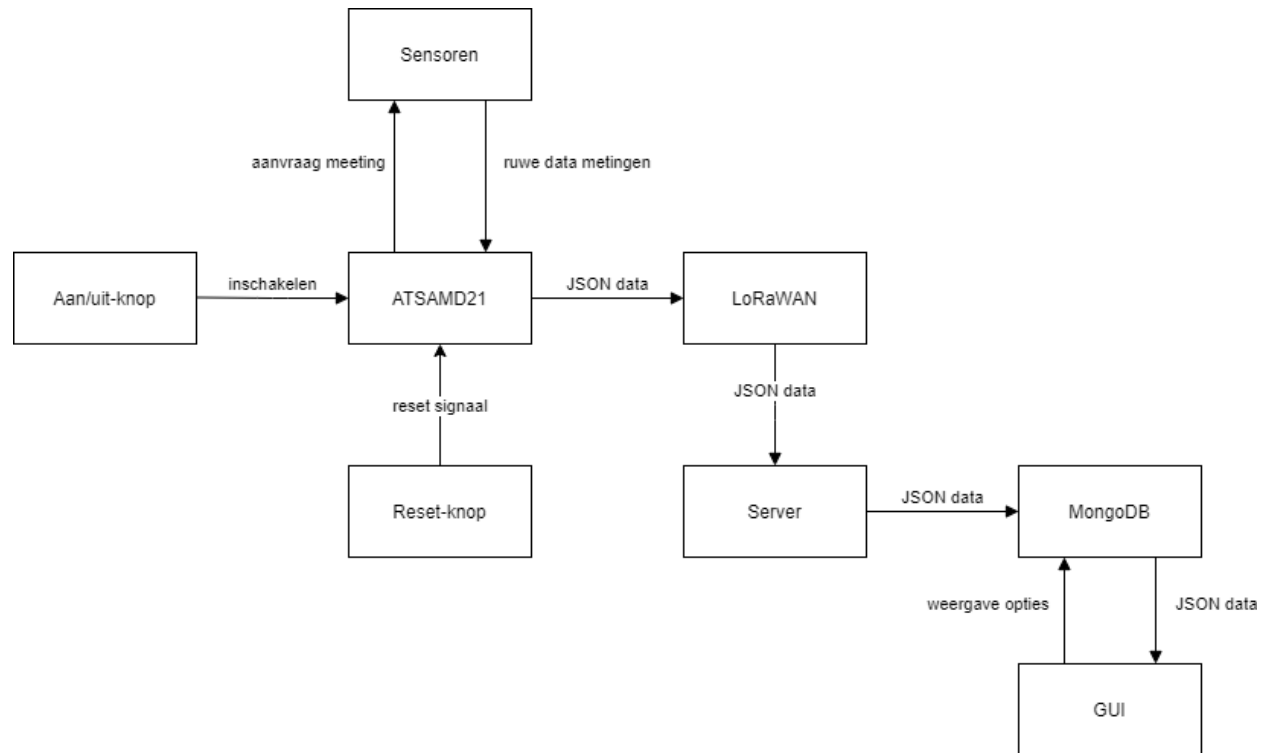 Sensoren
aanvraag meeting
ruwe data metingen
Aan/uit-knop
inschakelen
ATSAMD21
JSON data
LoRaWAN
reset signaal
JSON data
Reset-knop
Server
JSON data
MongoDB
weergave opties
JSON data
GUI